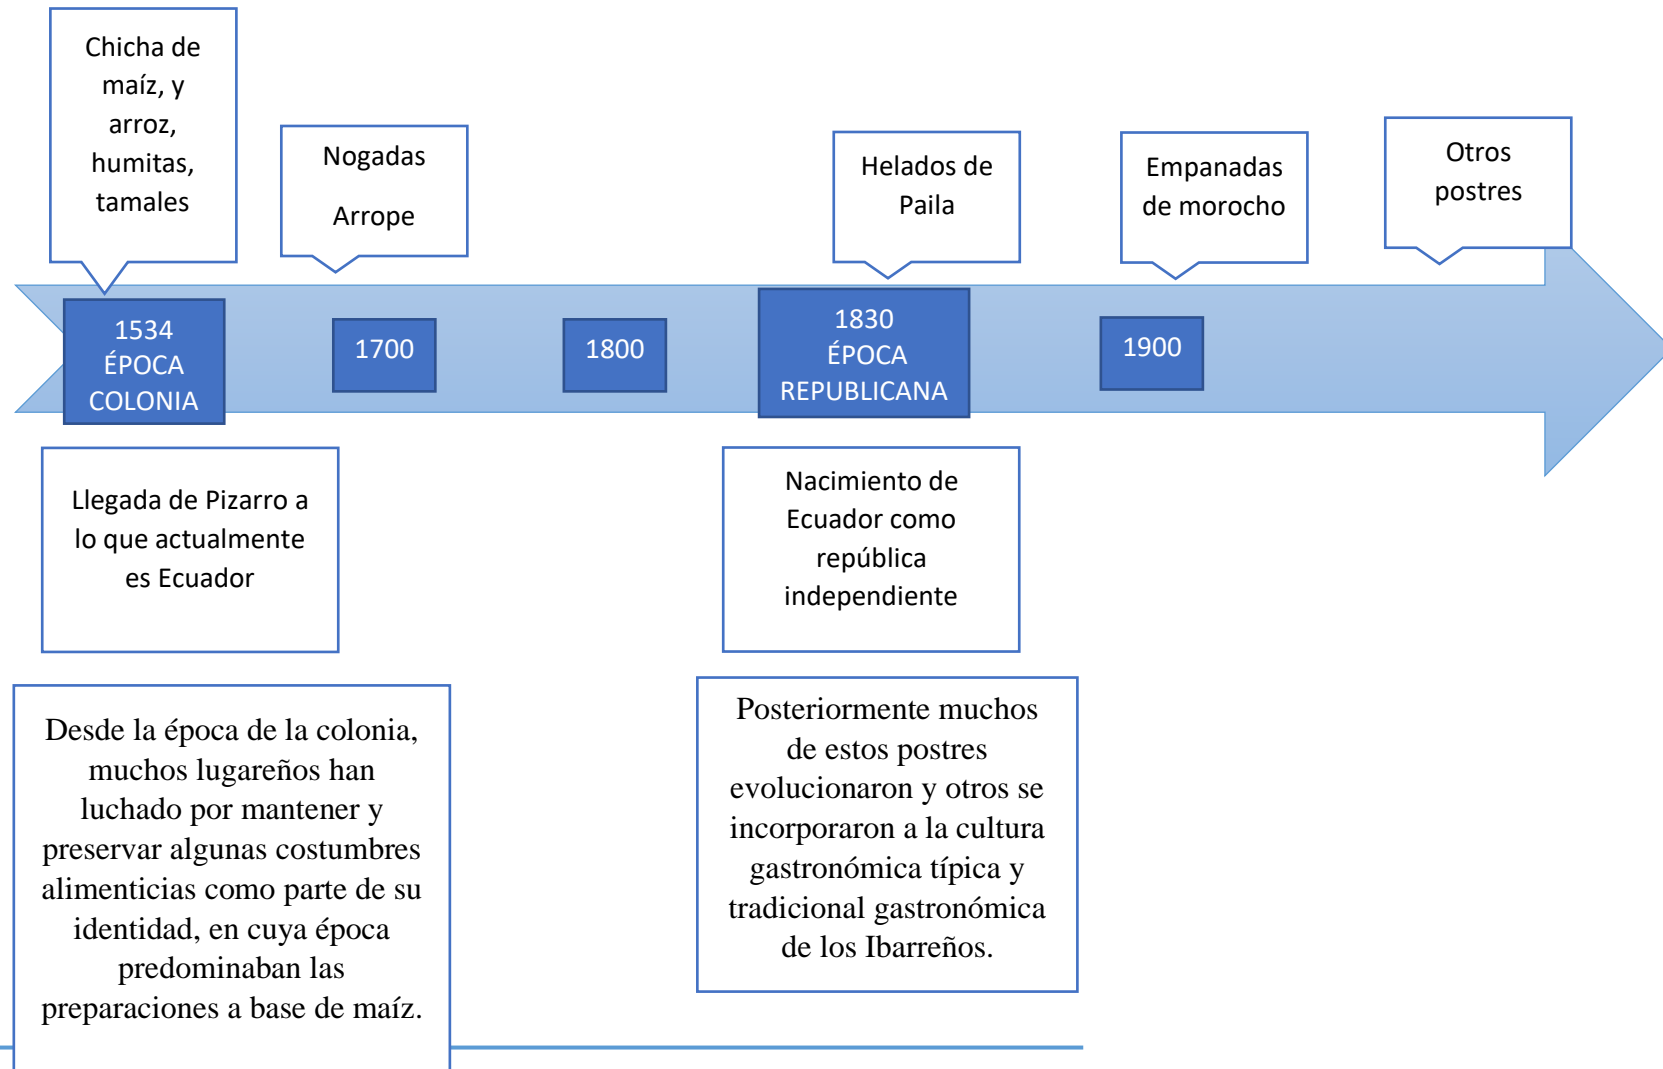 Chicha de
maíz, y
arroz,
humitas,
tamales
Nogadas
Arrope
Helados de
Paila
Empanadas
de morocho
Otros
postres
1534
ÉPOCA
COLONIA
1700
1800
1830
ÉPOCA
REPUBLICANA
1900
Llegada de Pizarro a
lo que actualmente
es Ecuador
Nacimiento de
Ecuador como
república
independiente
Desde la época de la colonia,
muchos lugareños han
luchado por mantener y
preservar algunas costumbres
alimenticias como parte de su
identidad, en cuya época
predominaban las
preparaciones a base de maíz.
Posteriormente muchos
de estos postres
evolucionaron y otros se
incorporaron a la cultura
gastronómica típica y
tradicional gastronómica
de los Ibarreños.